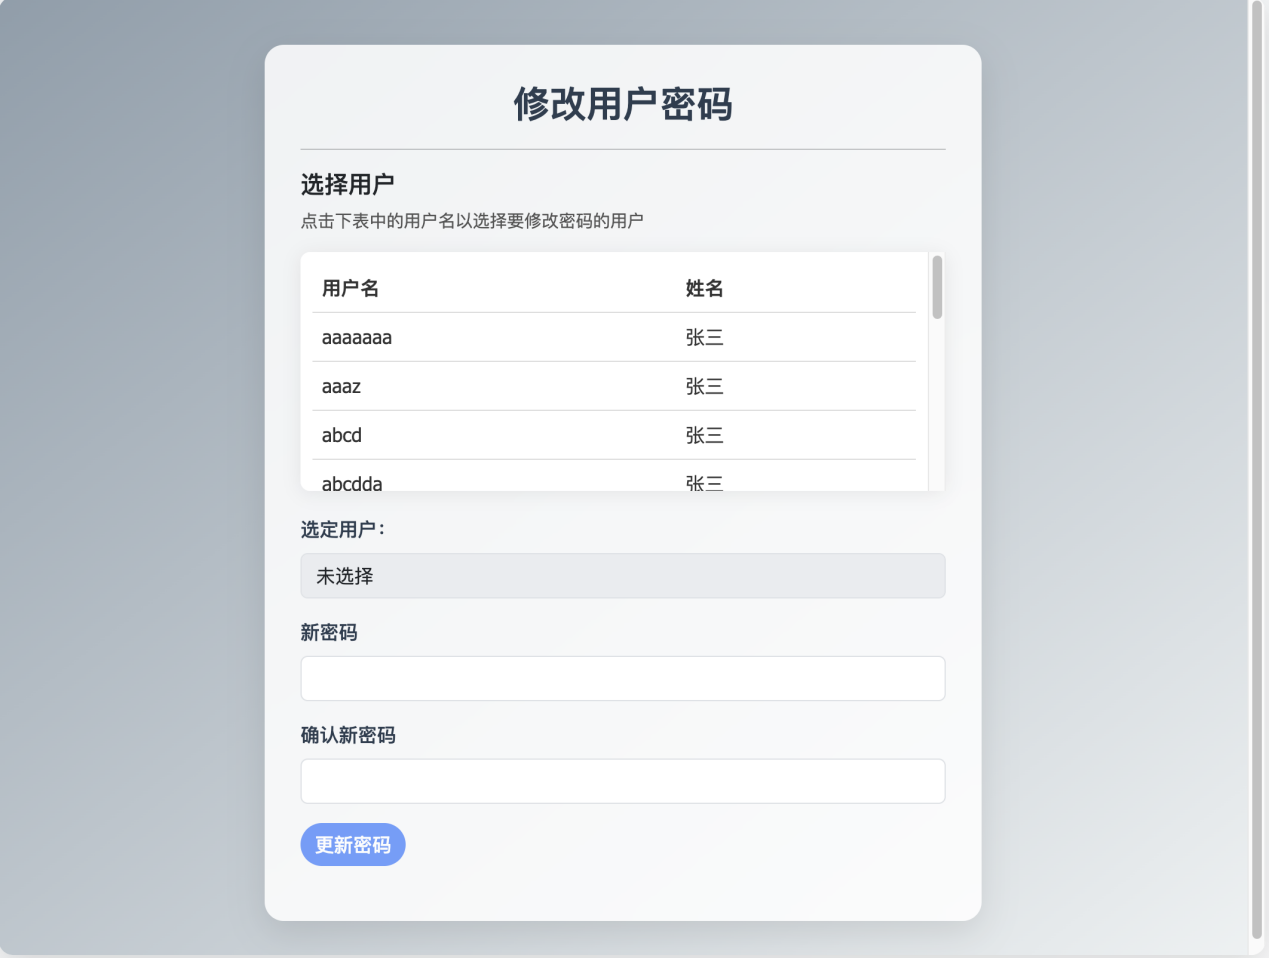 修改用户密码
选择用户
点击下表中的用户名以选择要修改密码的用户
用户名 姓名
aaaaaaa 张三
aaaz 张三
abcd 张三
abcdda 张三
选定用户：
未选择
新密码
确认新密码
更新密码